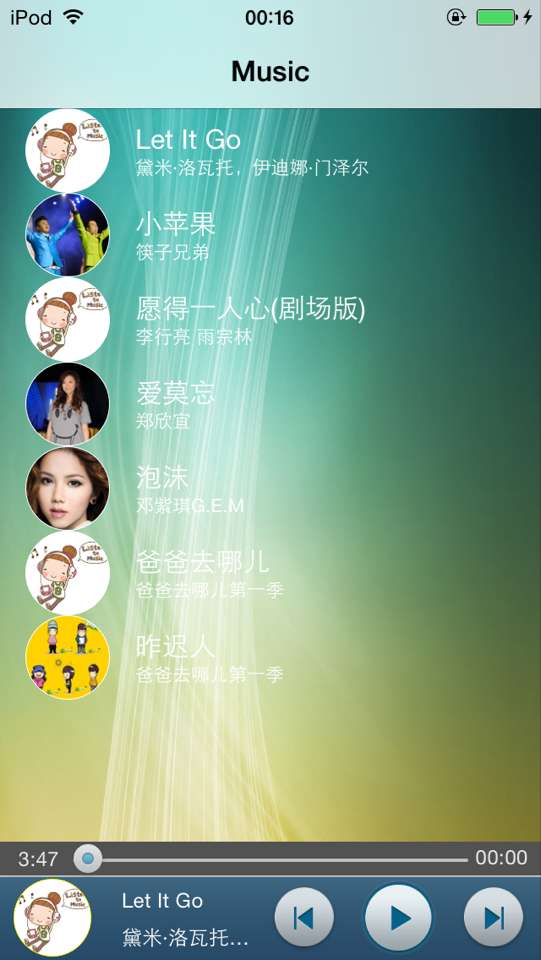 iPod
00:16
Music
Let It Go
黛米·洛瓦托，伊迪娜·门泽尔
小苹果
筷子兄弟
愿得一人心(剧场版)
李行亮 雨宗林
爱莫忘
郑欣宜
泡沫
邓紫琪G.E.M
爸爸去哪儿
爸爸去哪儿第一季
昨迟人
爸爸去哪儿第一季
3:47
00:00
Let It Go
黛米·洛瓦托...
Listen to Music